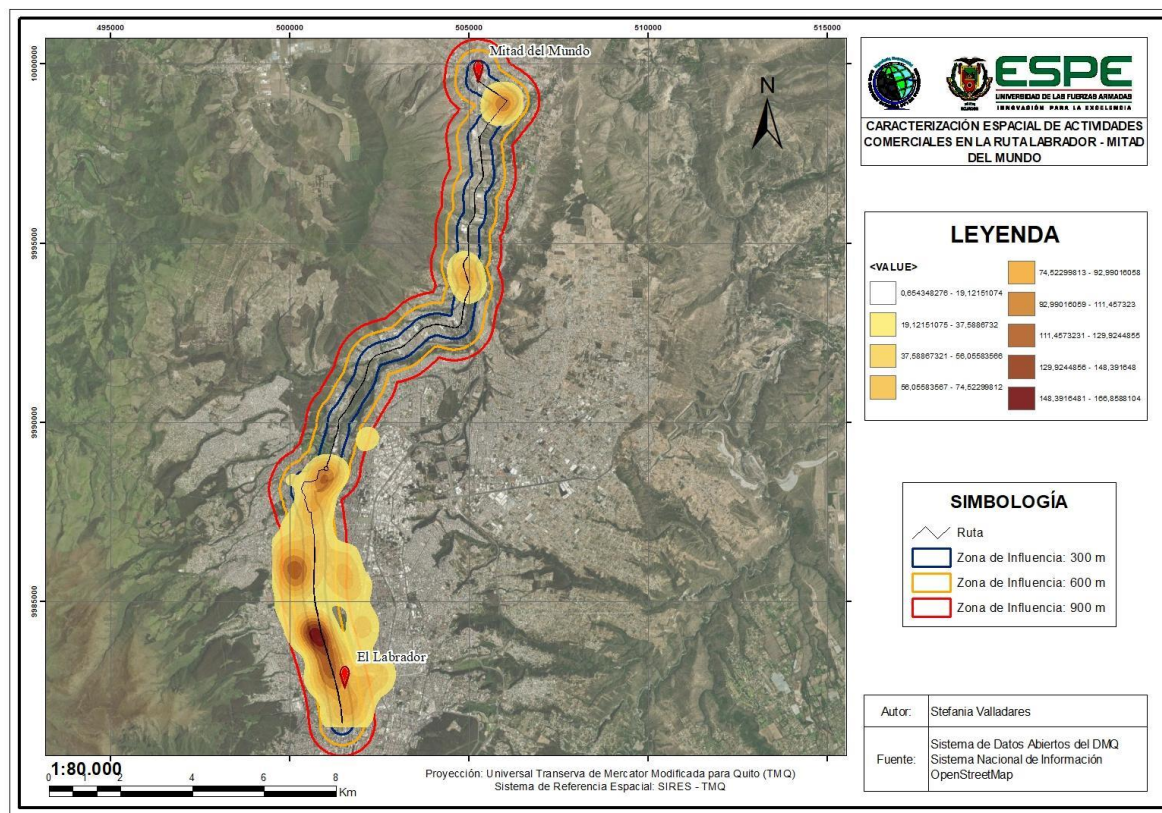 495000 500000 505000 510000 515000
10000000
9995000
9990000
9985000
Mitad del Mundo
El Labrador
N
1:80.000
0 1 2 4 6 8
Km
Proyección: Universal Transerva de Mercator Modificada para Quito (TMQ)
Sistema de Referencia Espacial: SIRES - TMQ
ESPE
UNIVERSIDAD DE LAS FUERZAS ARMADAS
INNOVACIÓN PARA LA EXCELENCIA
CARACTERIZACIÓN ESPACIAL DE ACTIVIDADES
COMERCIALES EN LA RUTA LABRADOR - MITAD
DEL MUNDO
LEYENDA
<VALUE>
0,654348276 - 19,12151074
19,12151075 - 37,5886732
37,58867321 - 56,05583566
56,05583567 - 74,52299812
74,52299813 - 92,99016058
92,99016059 - 111,457323
111,4573231 - 129,9244855
129,9244856 - 148,391648
148,3916481 - 166,8588104
SIMBOLOGÍA
Ruta
Zona de Influencia: 300 m
Zona de Influencia: 600 m
Zona de Influencia: 900 m
Autor: Stefania Valladares
Fuente: Sistema de Datos Abiertos del DMQ
Sistema Nacional de Información
OpenStreetMap